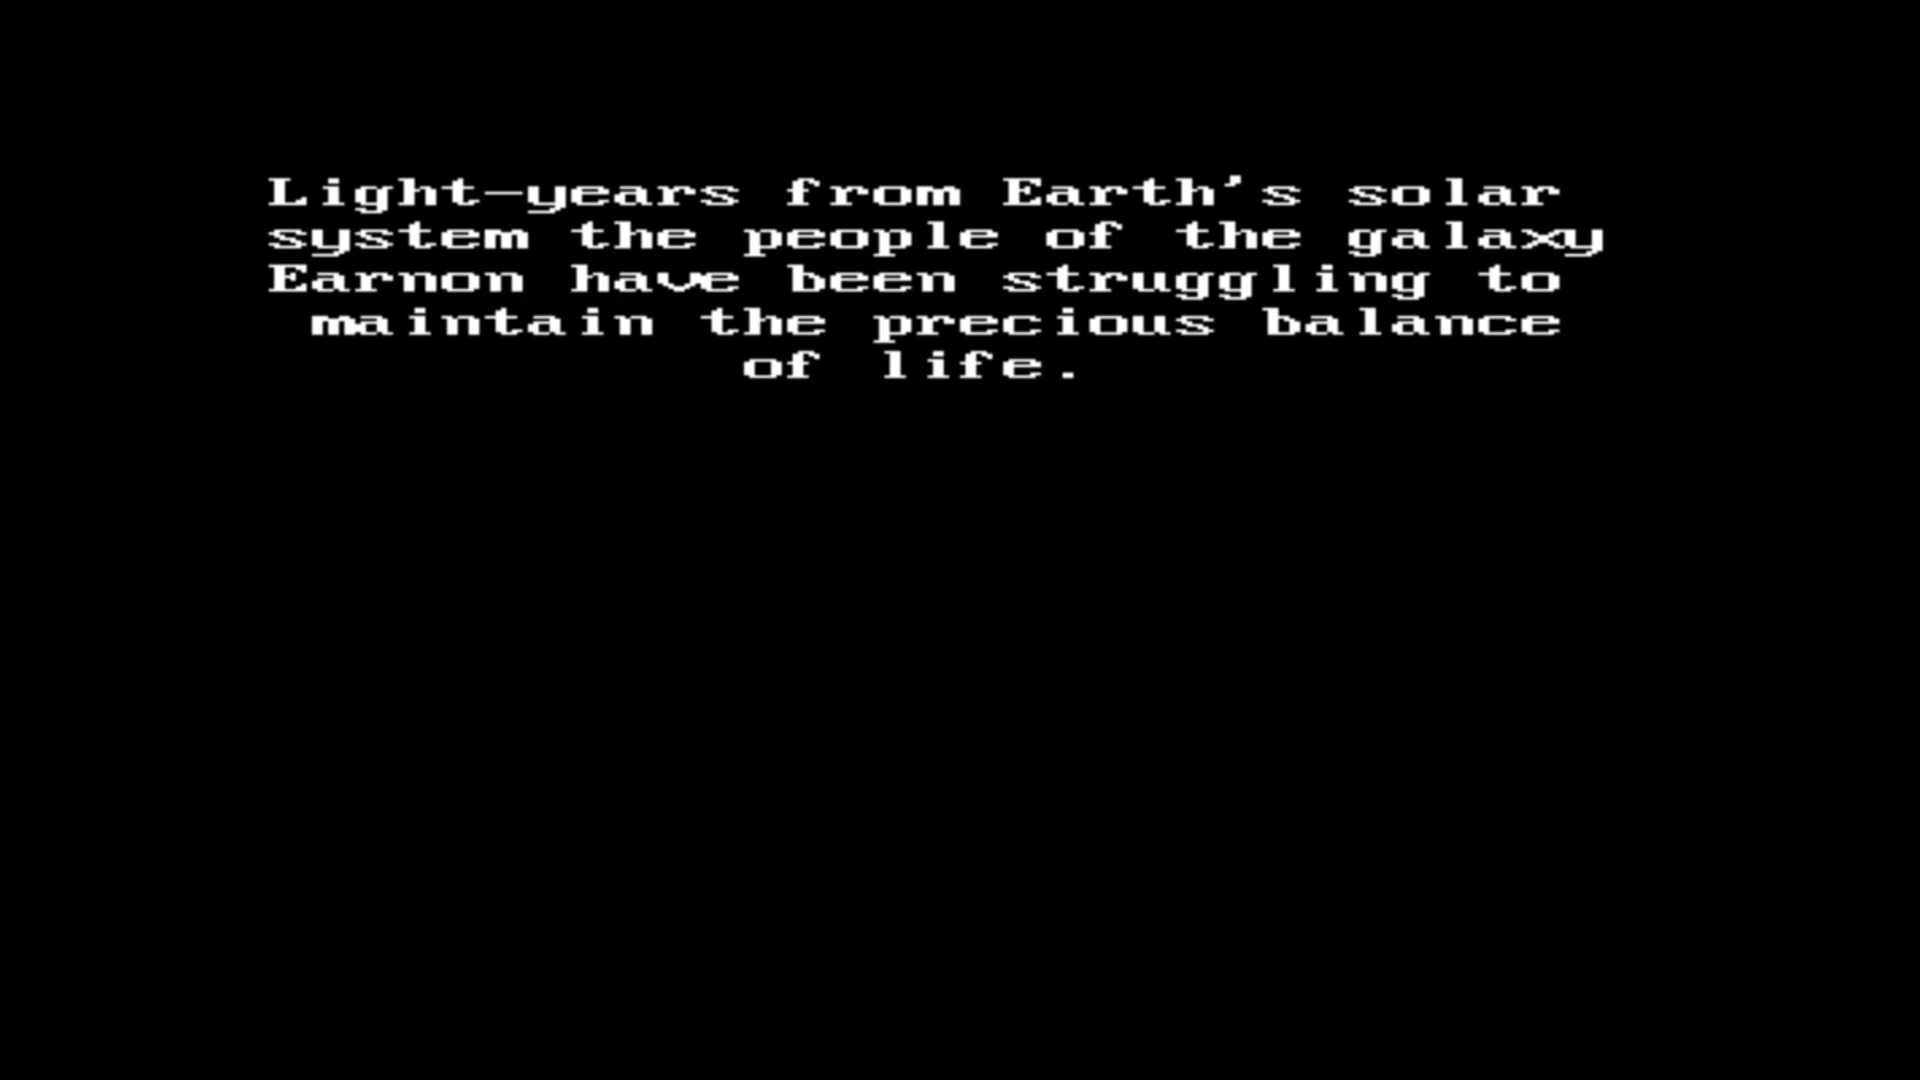 Light-years from Earth's solar
system the people of the galaxy
Earnon have been struggling to
maintain the precious balance
of life.